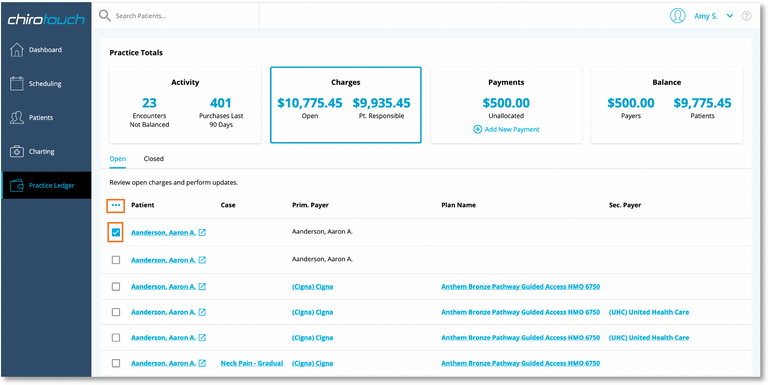 chirotouch
Search Patients...
Amy S.
Dashboard
Scheduling
Patients
Charting
Practice Ledger
Practice Totals
Activity
23
401
Encounters
Not Balanced
Purchases Last
90 Days
Charges
$10,775.45
$9,935.45
Open
Pt. Responsible
Payments
$500.00
Unallocated
Add New Payment
Balance
$500.00
$9,775.45
Payers
Patients
Open Closed
Review open charges and perform updates.
Patient Case Prim. Payer Plan Name Sec. Payer
Aanderson, Aaron A. Aanderson, Aaron A.
Aanderson, Aaron A. Aanderson, Aaron A.
Aanderson, Aaron A. (Cigna) Cigna Anthem Bronze Pathway Guided Access HMO 6750
Aanderson, Aaron A. (Cigna) Cigna Anthem Bronze Pathway Guided Access HMO 6750 (UHC) United Health Care
Aanderson, Aaron A. (Cigna) Cigna Anthem Bronze Pathway Guided Access HMO 6750 (UHC) United Health Care
Aanderson, Aaron A. Neck Pain - Gradual (Cigna) Cigna Anthem Bronze Pathway Guided Access HMO 6750